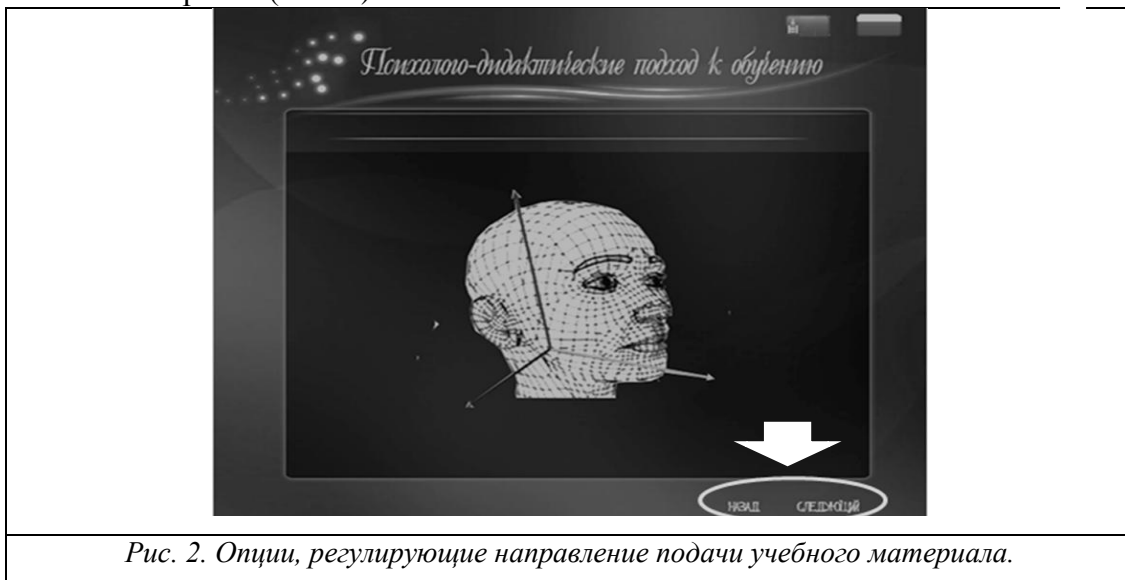 Психолого-дидактические подход к обучению
НАЗАД СЛЕДУЮЩИЙ
Рис. 2. Опции, регулирующие направление подачи учебного материала.